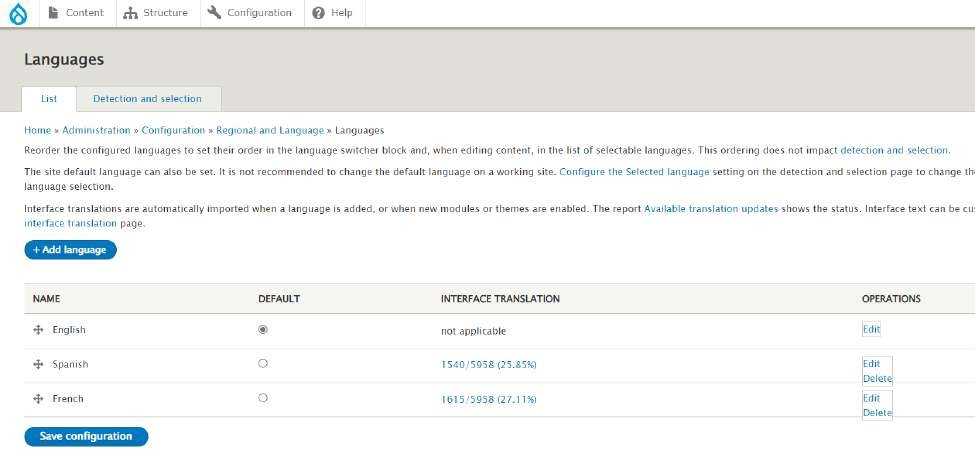 Content Structure Configuration Help
Languages
List Detection and selection
Home » Administration » Configuration » Regional and Language » Languages
Reorder the configured languages to set their order in the language switcher block and, when editing content, in the list of selectable languages. This ordering does not impact detection and selection.
The site default language can also be set. It is not recommended to change the default language on a working site. Configure the Selected language setting on the detection and selection page to change the
language selection.
Interface translations are automatically imported when a language is added, or when new modules or themes are enabled. The report Available translation updates shows the status. Interface text can be cus
interface translation page.
+ Add language
NAME DEFAULT INTERFACE TRANSLATION OPERATIONS
English not applicable Edit
Spanish 1540/5958 (25.85%) Edit
Delete
French 1615/5958 (27.11%) Edit
Delete
Save configuration